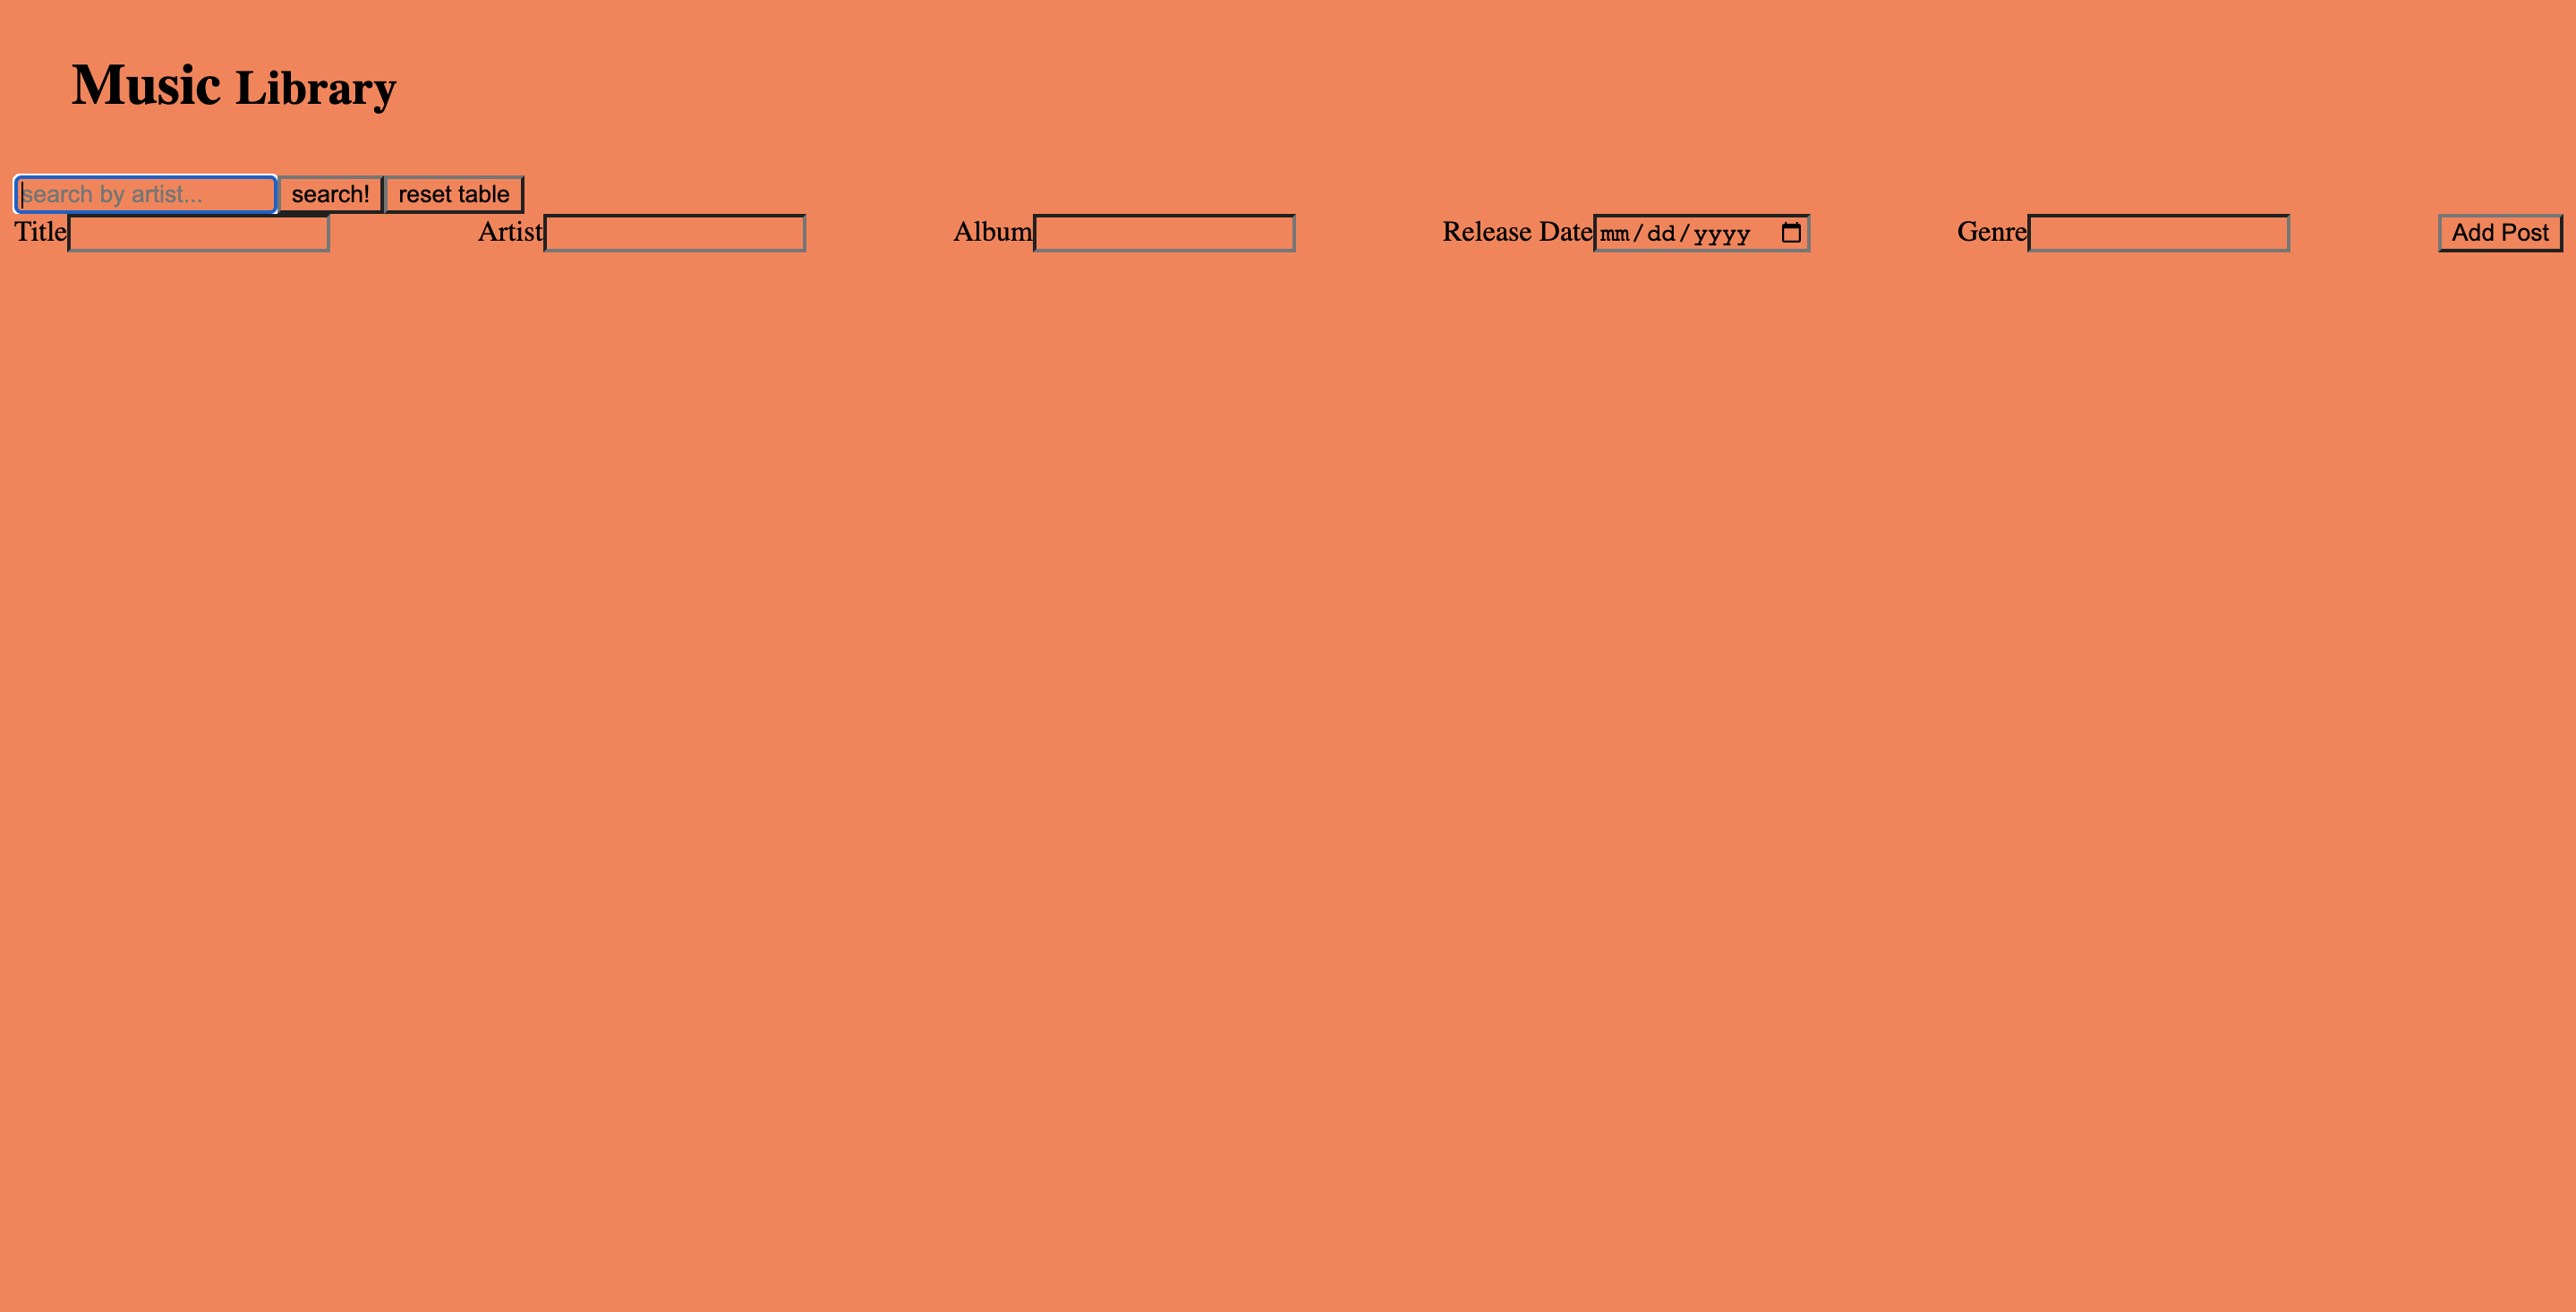 Music Library
search by artist... search! reset table
Title Artist Album Release Date mm/dd/yyyy Genre Add Post